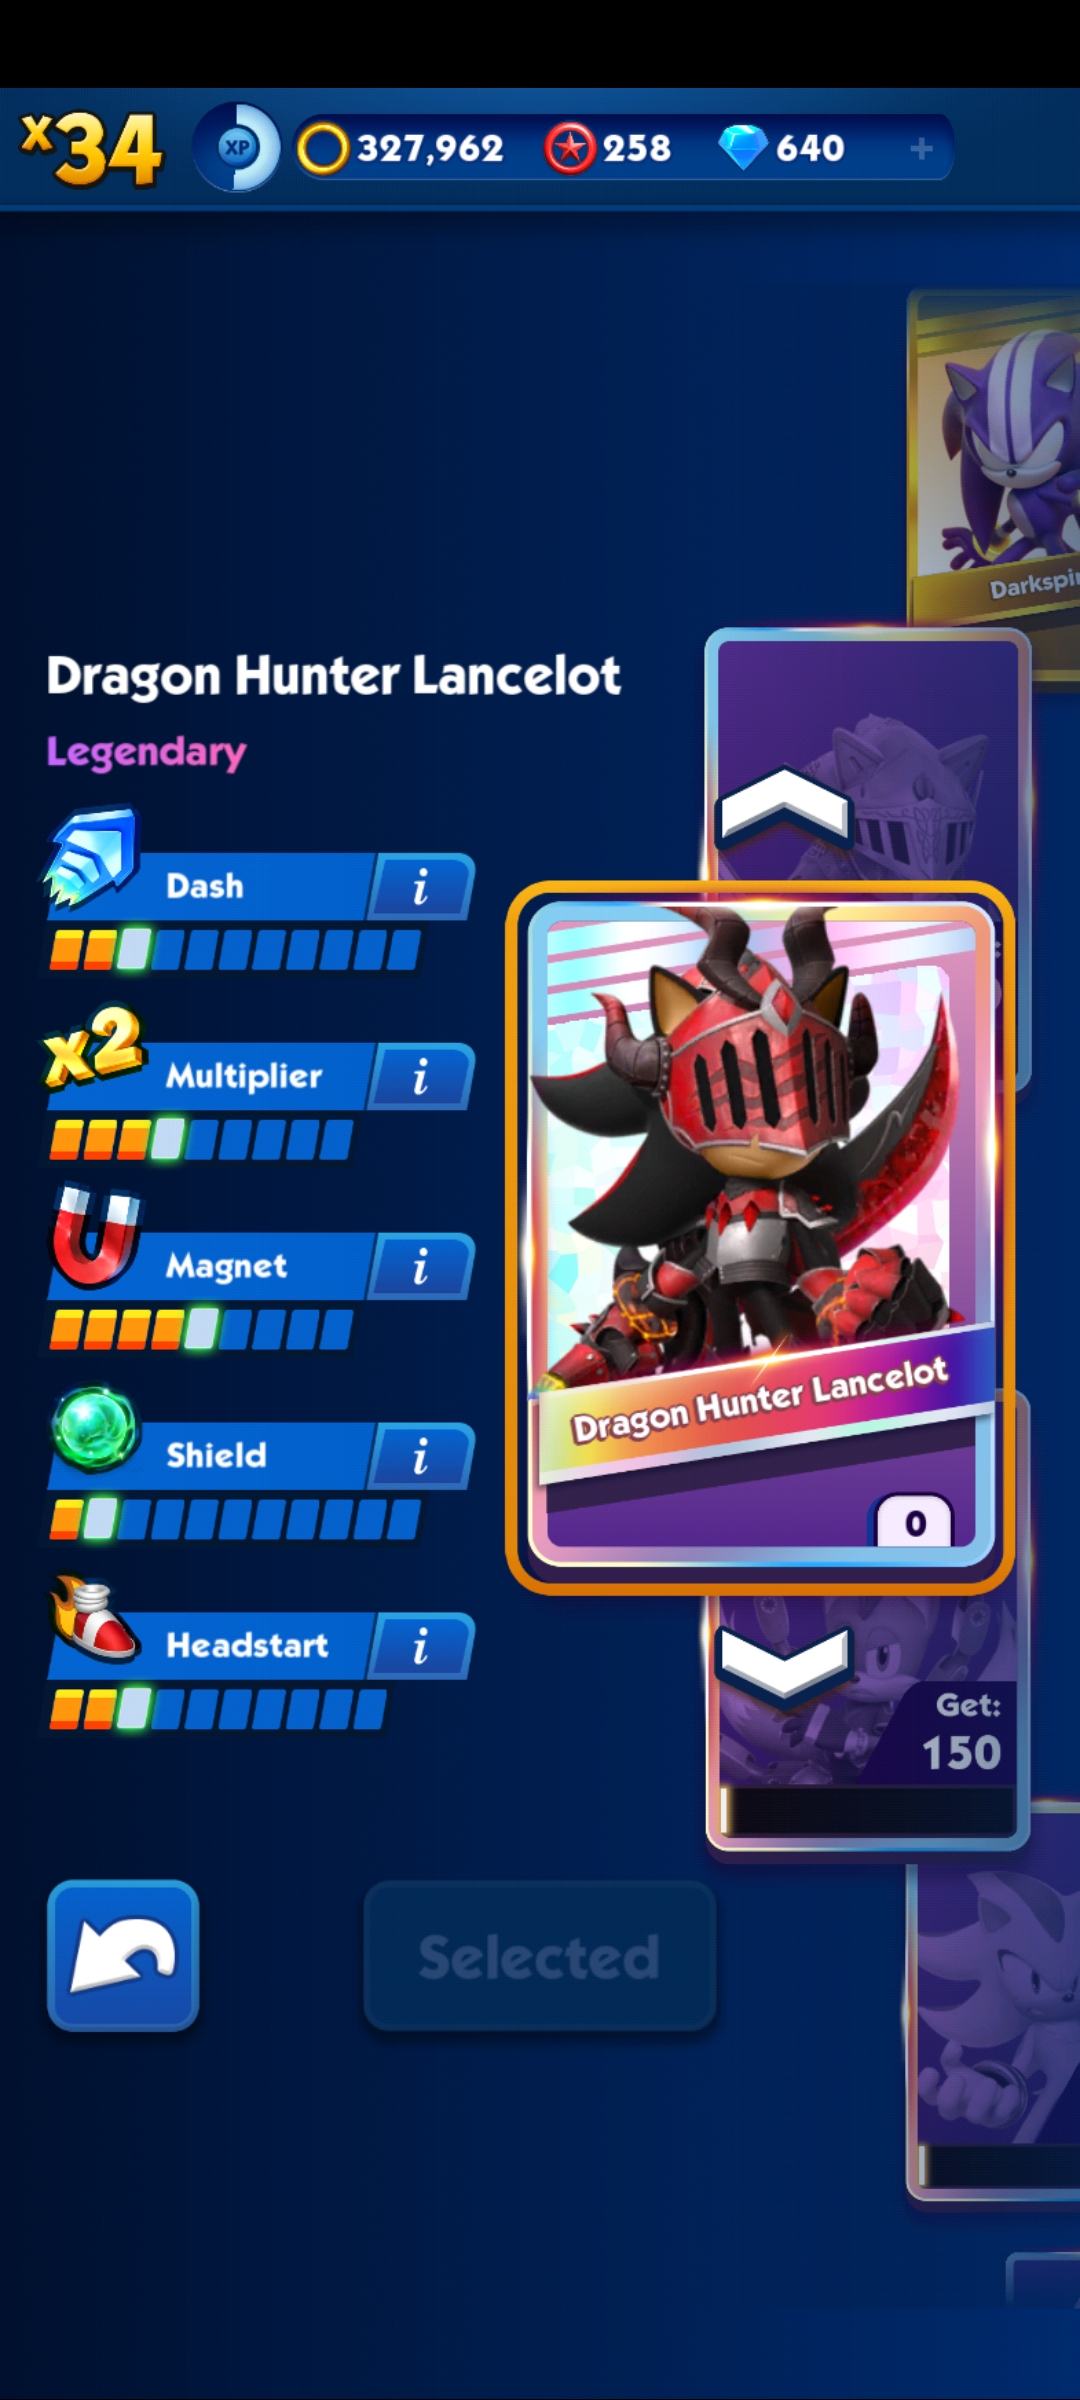 x34
XP
327,962
258
640
+
Dragon Hunter Lancelot
Legendary
Dash
i
x2
Multiplier
i
Magnet
i
Shield
i
Headstart
i
Dragon Hunter Lancelot
0
Get:
150
Selected